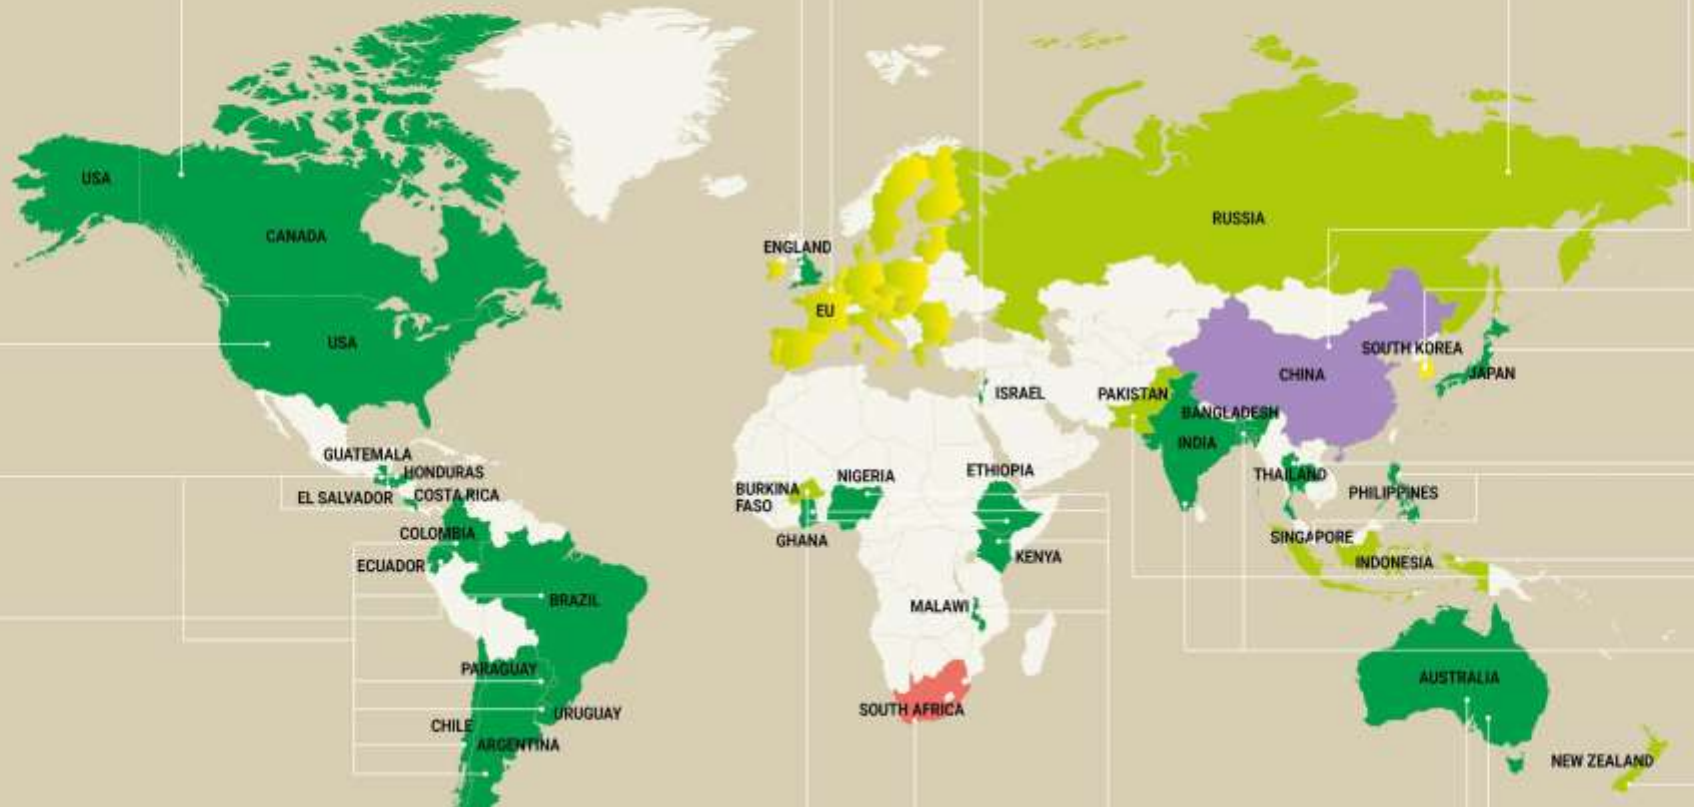 USA
CANADA
RUSSIA
ENGLAND
EU
USA
SOUTH KOREA
CHINA
JAPAN
ISRAEL
PAKISTAN
BANGLADESH
INDIA
GUATEMALA
HONDURAS
EL SALVADOR
COSTA RICA
NIGERIA
ETHIOPIA
THAILAND
BURKINA
FASO
PHILIPPINES
COLOMBIA
GHANA
SINGAPORE
ECUADOR
KENYA
INDONESIA
BRAZIL
MALAWI
PARAGUAY
AUSTRALIA
SOUTH AFRICA
URUGUAY
CHILE
ARGENTINA
NEW ZEALAND